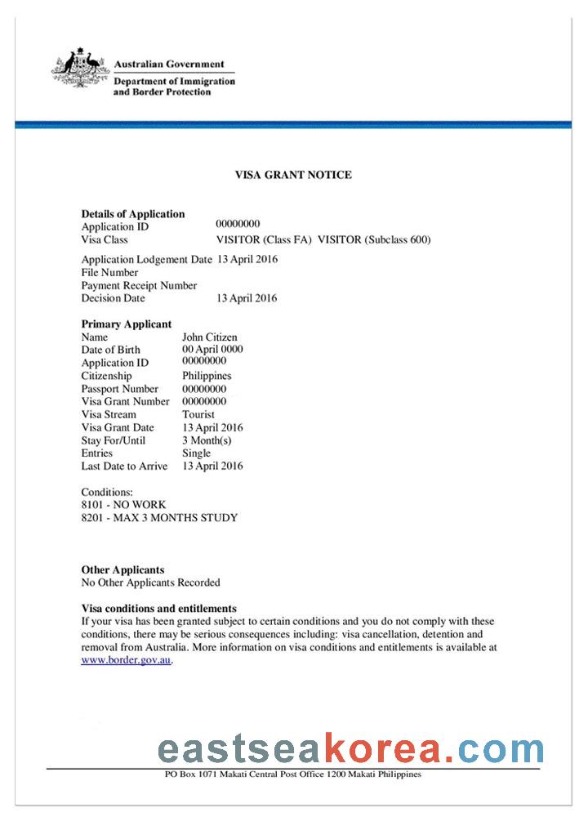 Australian Government
Department of Immigration
and Border Protection
VISA GRANT NOTICE
Details of Application
Application ID 00000000
Visa Class VISITOR (Class FA) VISITOR (Subclass 600)
Application Lodgement Date 13 April 2016
File Number
Payment Receipt Number
Decision Date 13 April 2016
Primary Applicant
Name John Citizen
Date of Birth 00 April 0000
Application ID 00000000
Citizenship Philippines
Passport Number 00000000
Visa Grant Number 00000000
Visa Stream Tourist
Visa Grant Date 13 April 2016
Stay For/Until 3 Month(s)
Entries Single
Last Date to Arrive 13 April 2016
Conditions:
8101 - NO WORK
8201 - MAX 3 MONTHS STUDY
Other Applicants
No Other Applicants Recorded
Visa conditions and entitlements
If your visa has been granted subject to certain conditions and you do not comply with these
conditions, there may be serious consequences including: visa cancellation, detention and
removal from Australia. More information on visa conditions and entitlements is available at
www.border.gov.au.
eastseakorea.com
PO Box 1071 Makati Central Post Office 1200 Makati Philippines